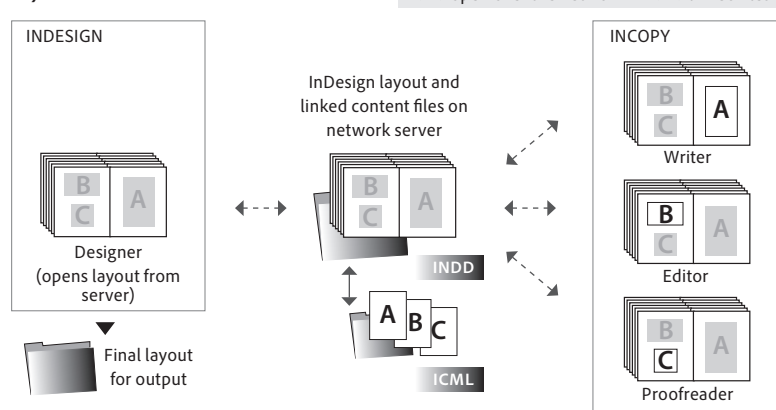 INDESIGN
B
C
A
Designer
(opens layout from
server)
Final layout
for output
InDesign layout and
linked content files on
network server
B
C
A
INDD
A
B
C
ICML
INCOPY
B
C
A
Writer
B
C
A
Editor
B
C
A
Proofreader